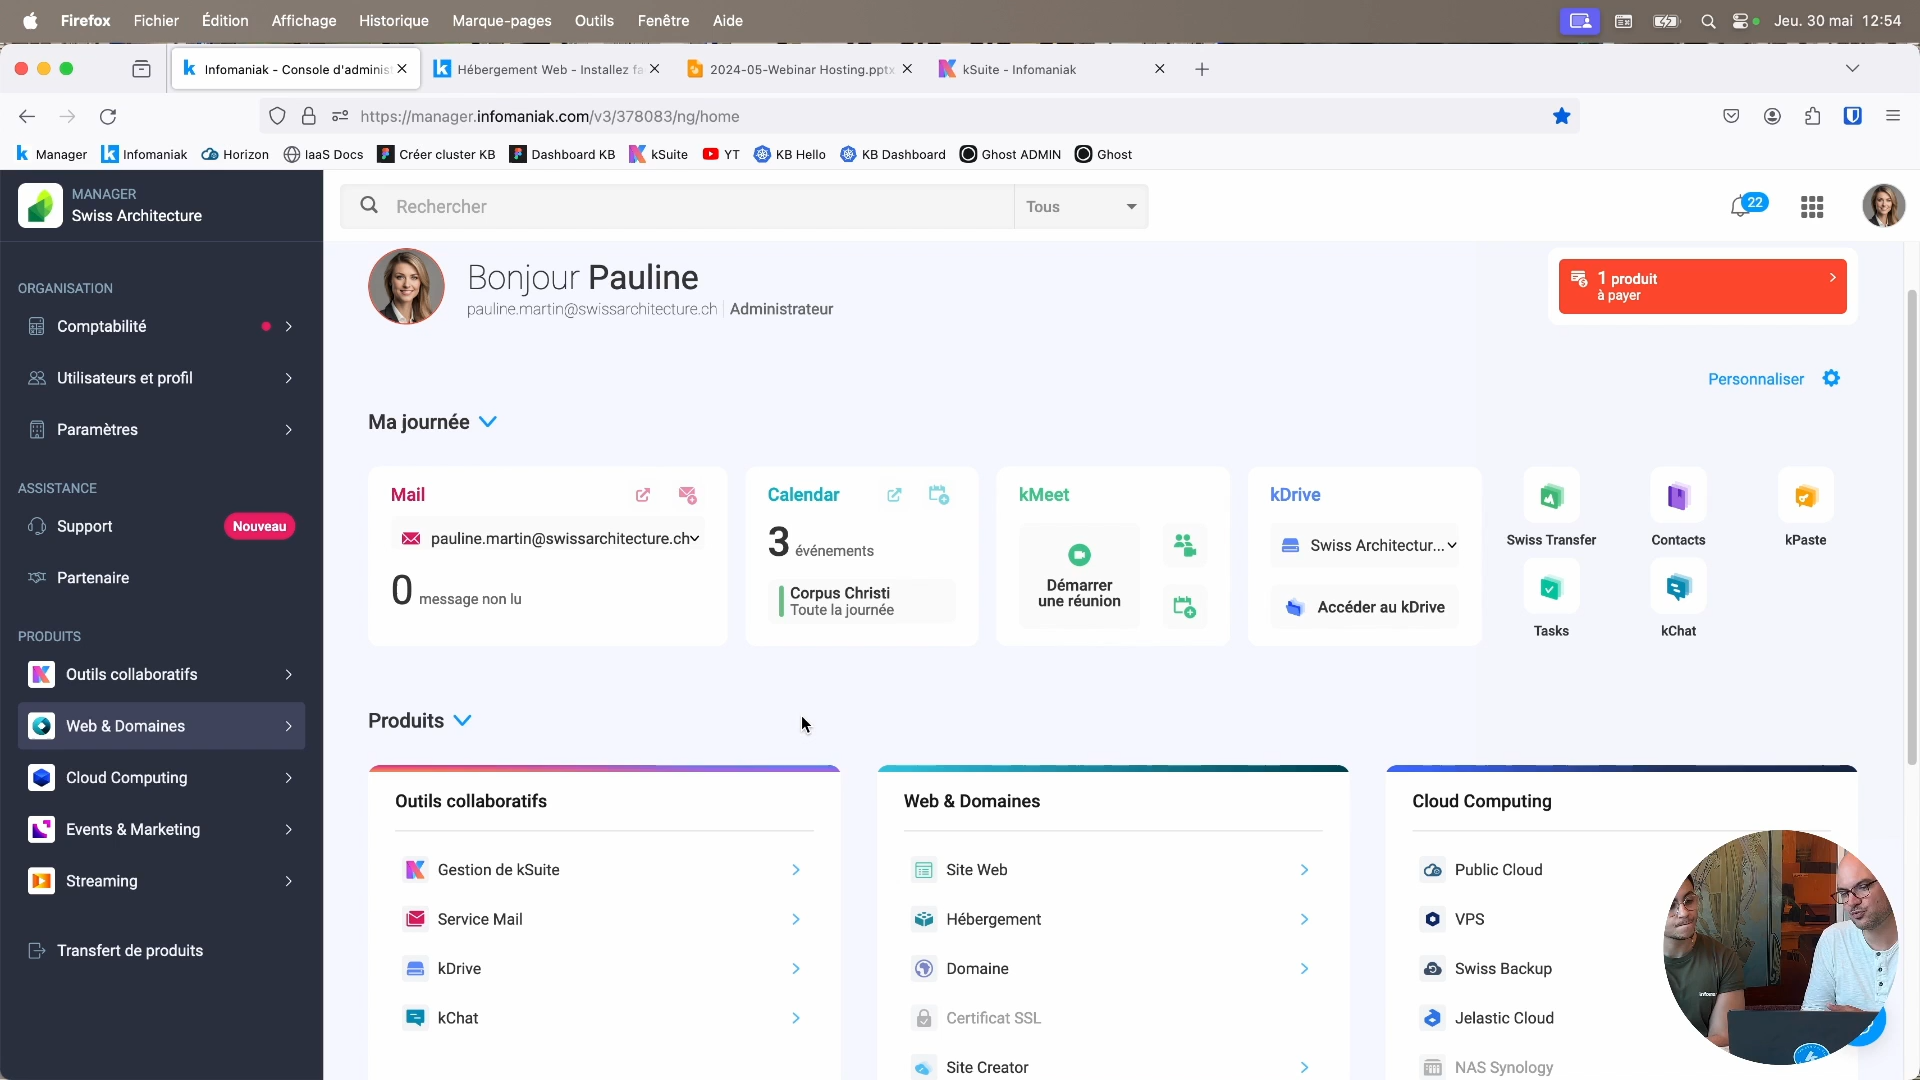 Firefox Fichier Édition Affichage Historique Marque-pages Outils Fenêtre Aide Jeu. 30 mai 12:54
Infomaniak - Console d'adminis Hébergement Web - Installez fa 2024-05-Webinar Hosting.pptx kSuite - Infomaniak
https://manager.infomaniak.com/v3/378083/ng/home
Manager Infomaniak Horizon IaaS Docs Créer cluster KB Dashboard KB kSuite YT KB Hello KB Dashboard Ghost ADMIN Ghost
MANAGER
Swiss Architecture
Rechercher
Tous
22
ORGANISATION
Comptabilité
Utilisateurs et profil
Paramètres
ASSISTANCE
Support
Nouveau
Partenaire
PRODUITS
Outils collaboratifs
Web & Domaines
Cloud Computing
Events & Marketing
Streaming
Transfert de produits
Bonjour Pauline
pauline.martin@swissarchitecture.ch Administrateur
1 produit
à payer
Personnaliser
Ma journée
Mail
pauline.martin@swissarchitecture.ch
0 message non lu
Calendar
3 événements
Corpus Christi
Toute la journée
kMeet
Démarrer
une réunion
kDrive
Swiss Architectur...
Accéder au kDrive
Swiss Transfer
Contacts
kPaste
Tasks
kChat
Produits
Outils collaboratifs
Gestion de kSuite
Service Mail
kDrive
kChat
Web & Domaines
Site Web
Hébergement
Domaine
Certificat SSL
Site Creator
Cloud Computing
Public Cloud
VPS
Swiss Backup
Jelastic Cloud
NAS Synology